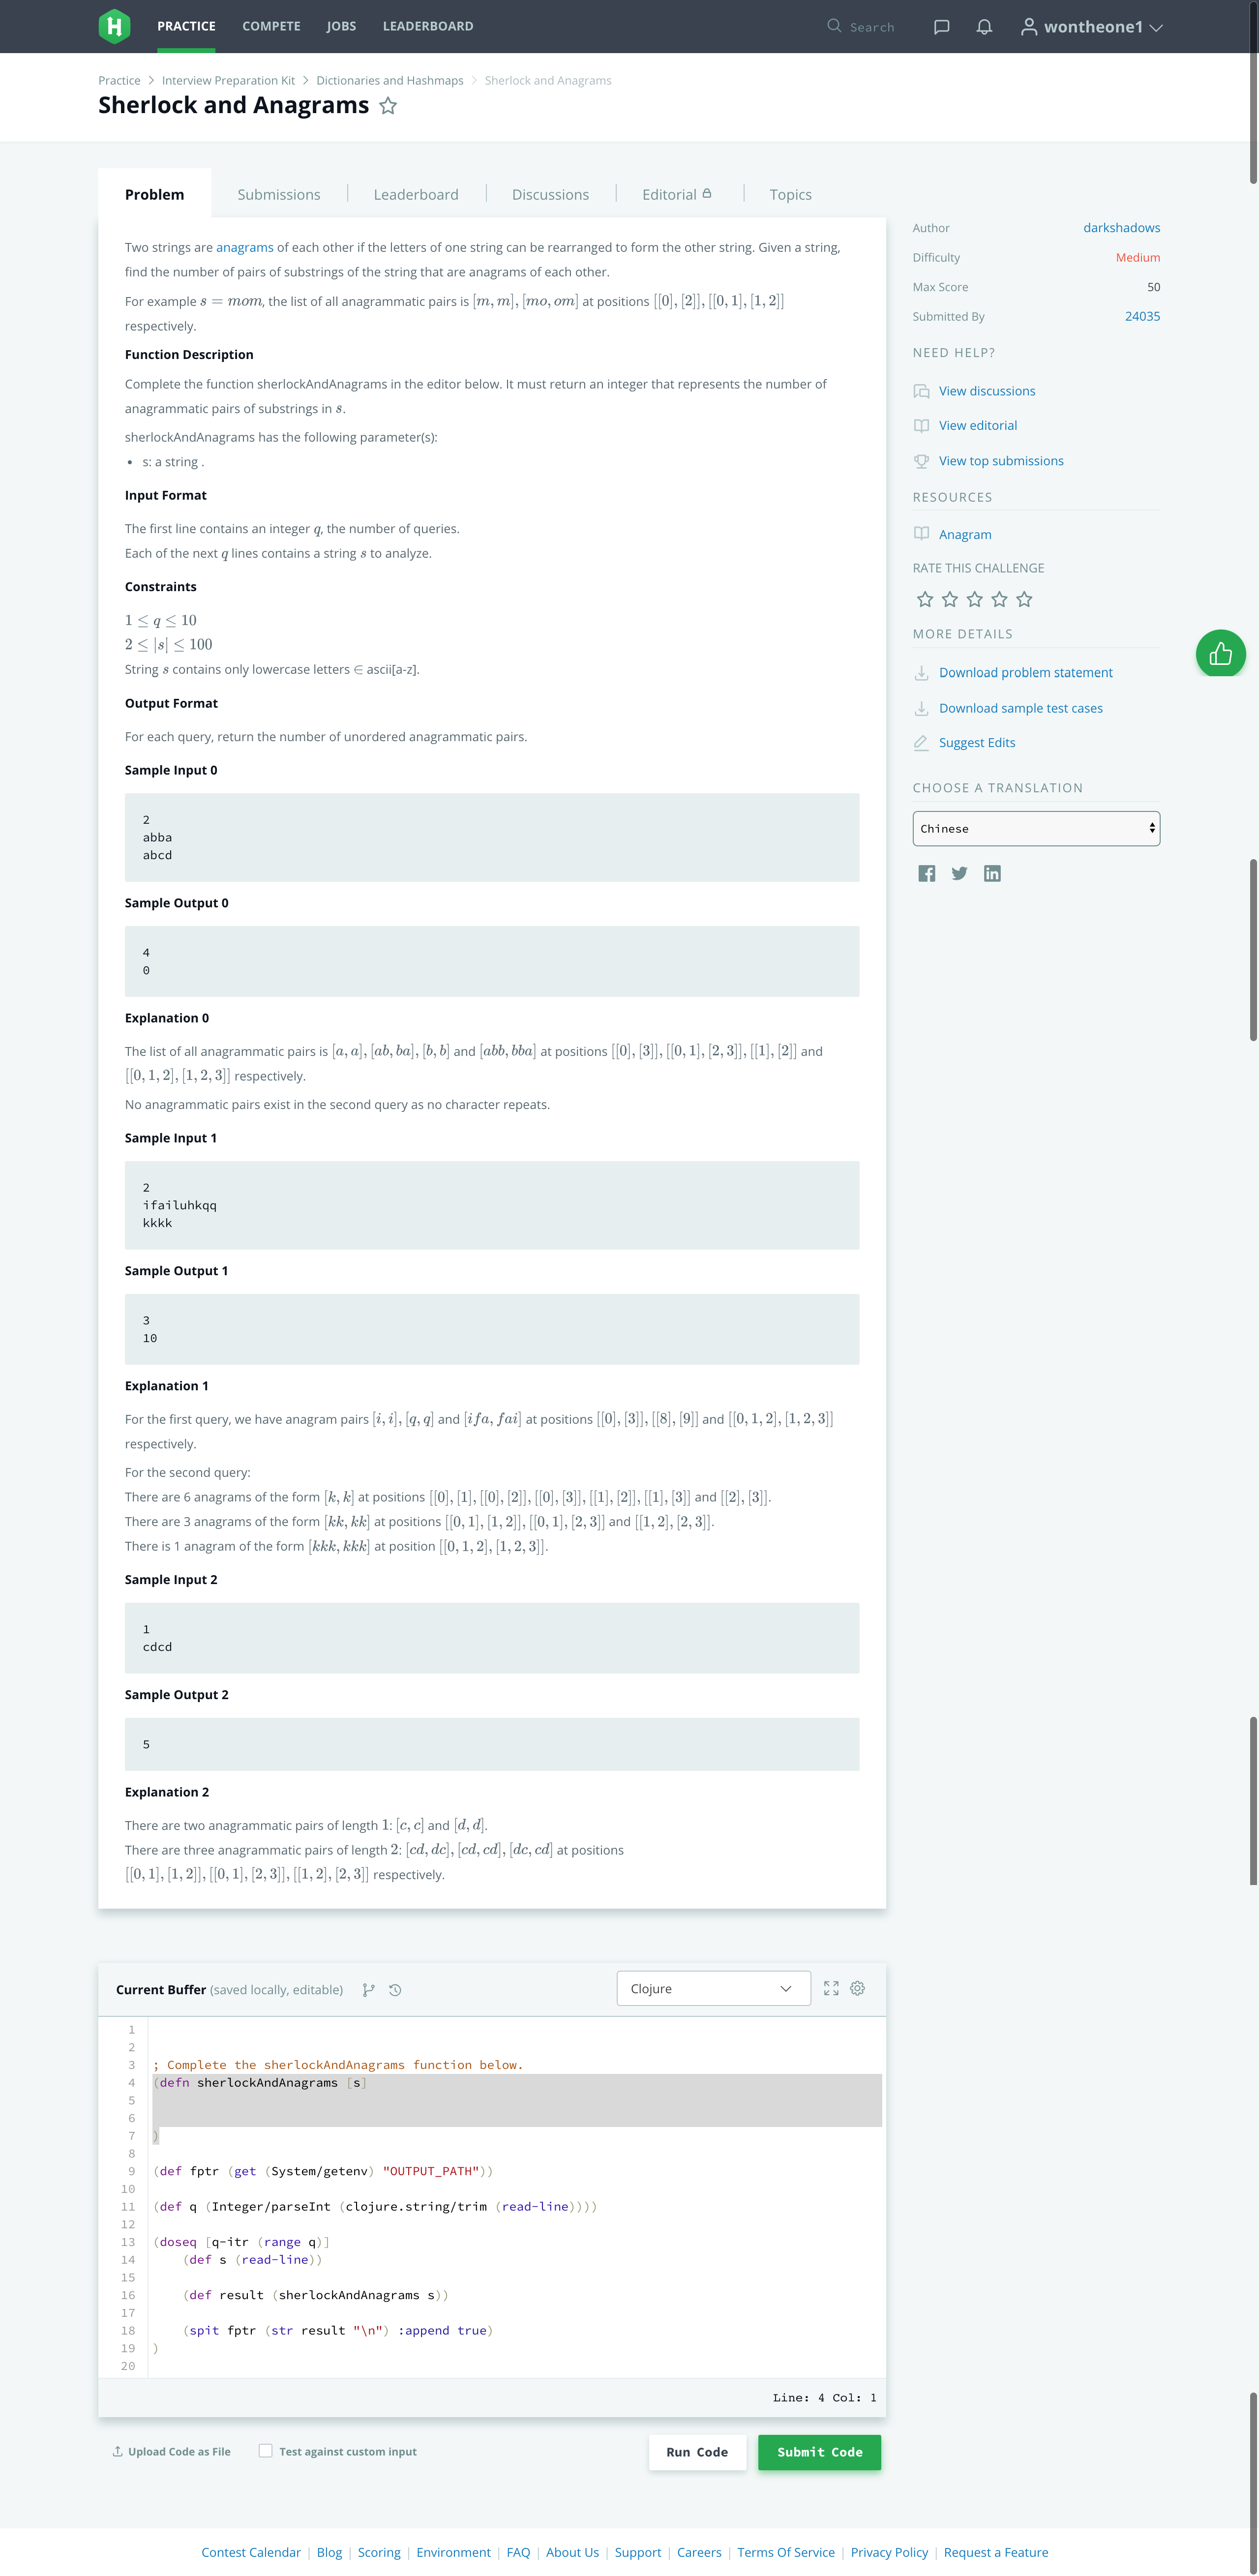 PRACTICE COMPETE JOBS LEADERBOARD Search wontheone1
Practice > Interview Preparation Kit > Dictionaries and Hashmaps > Sherlock and Anagrams
Sherlock and Anagrams
Problem Submissions Leaderboard Discussions Editorial Topics
Two strings are anagrams of each other if the letters of one string can be rearranged to form the other string. Given a string,
find the number of pairs of substrings of the string that are anagrams of each other.
For example s = mom, the list of all anagrammatic pairs is [m, m], [mo, om] at positions [[0], [2]], [[0, 1], [1, 2]]
respectively.
Function Description
Complete the function sherlockAndAnagrams in the editor below. It must return an integer that represents the number of
anagrammatic pairs of substrings in s.
sherlockAndAnagrams has the following parameter(s):
• s: a string .
Input Format
The first line contains an integer q, the number of queries.
Each of the next q lines contains a string s to analyze.
Constraints
1 ≤ q ≤ 10
2 ≤ |s| ≤ 100
String s contains only lowercase letters ∈ ascii[a-z].
Output Format
For each query, return the number of unordered anagrammatic pairs.
Sample Input 0
2
abba
abcd
Sample Output 0
4
0
Explanation 0
The list of all anagrammatic pairs is [a, a], [ab, ba], [b, b] and [abb, bba] at positions [[0], [3]], [[0, 1], [2, 3]], [[1], [2]] and
[[0, 1, 2], [1, 2, 3]] respectively.
No anagrammatic pairs exist in the second query as no character repeats.
Sample Input 1
2
ifailuhkqq
kkkk
Sample Output 1
3
10
Explanation 1
For the first query, we have anagram pairs [i, i], [q, q] and [ifa, fai] at positions [[0], [3]], [[8], [9]] and [[0, 1, 2], [1, 2, 3]]
respectively.
For the second query:
There are 6 anagrams of the form [k, k] at positions [[0], [1], [[0], [2]], [[0], [3]], [[1], [2]], [[1], [3]] and [[2], [3]].
There are 3 anagrams of the form [kk, kk] at positions [[0, 1], [1, 2]], [[0, 1], [2, 3]] and [[1, 2], [2, 3]].
There is 1 anagram of the form [kkk, kkk] at position [[0, 1, 2], [1, 2, 3]].
Sample Input 2
1
cdcd
Sample Output 2
5
Explanation 2
There are two anagrammatic pairs of length 1: [c, c] and [d, d].
There are three anagrammatic pairs of length 2: [cd, dc], [cd, cd], [dc, cd] at positions
[[0, 1], [1, 2]], [[0, 1], [2, 3]], [[1, 2], [2, 3]] respectively.
Author darkshadows
Difficulty Medium
Max Score 50
Submitted By 24035
NEED HELP?
View discussions
View editorial
View top submissions
RESOURCES
Anagram
RATE THIS CHALLENGE
MORE DETAILS
Download problem statement
Download sample test cases
Suggest Edits
CHOOSE A TRANSLATION
Chinese
Current Buffer (saved locally, editable) Clojure
1
2
3 ; Complete the sherlockAndAnagrams function below.
4 (defn sherlockAndAnagrams [s]
5
6
7 )
8
9 (def fptr (get (System/getenv) "OUTPUT_PATH"))
10
11 (def q (Integer/parseInt (clojure.string/trim (read-line))))
12
13 (doseq [q-itr (range q)]
14 (def s (read-line))
15
16 (def result (sherlockAndAnagrams s))
17
18 (spit fptr (str result "\n") :append true)
19 )
20
Line: 4 Col: 1
Upload Code as File Test against custom input Run Code Submit Code
Contest Calendar | Blog | Scoring | Environment | FAQ | About Us | Support | Careers | Terms Of Service | Privacy Policy | Request a Feature